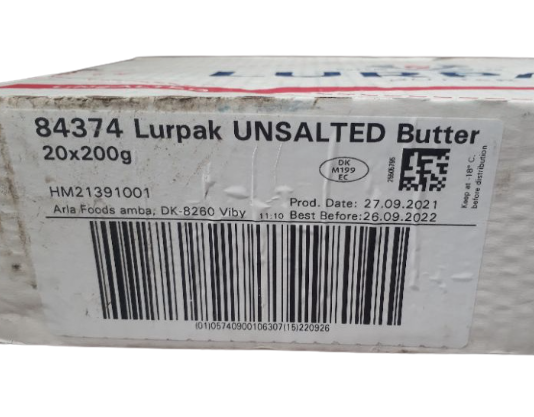 84374 Lurpak UNSALTED Butter
20x200g
DK
M199
EC
Keep at -18° C.
before distribution
HM21391001
Prod. Date: 27.09.2021
Arla Foods amba, DK-8260 Viby 11:10 Best Before:26.09.2022
(01)05740900106307(15)220926